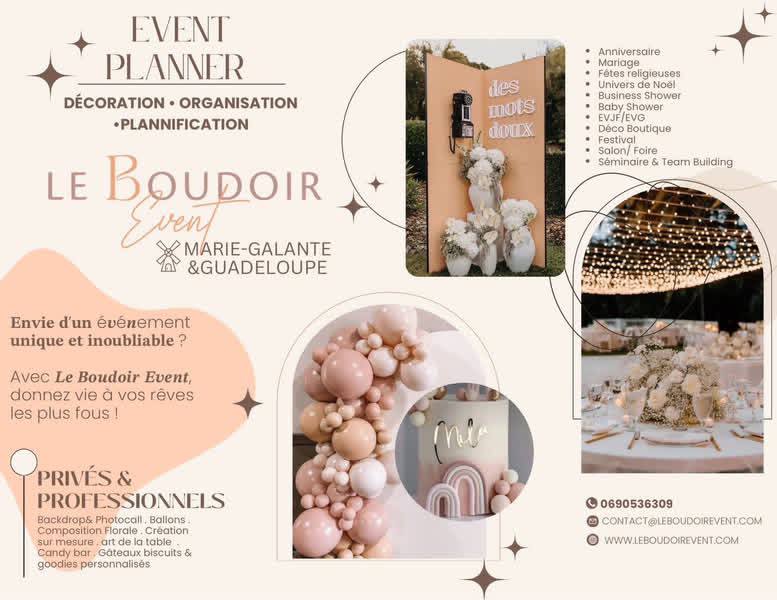 EVENT
PLANNER
DÉCORATION • ORGANISATION
•PLANNIFICATION
LE BOUDOIR
Event
MARIE-GALANTE
&GUADELOUPE
Envie d'un événement
unique et inoubliable ?
Avec Le Boudoir Event,
donnez vie à vos rêves
les plus fous !
PRIVÉS &
PROFESSIONNELS
Backdrop& Photocall . Ballons .
Composition Florale . Création
sur mesure . art de la table .
Candy bar . Gâteaux biscuits &
goodies personnalisés
des
mots
doux
Mila
• Anniversaire
• Mariage
• Fêtes religieuses
• Univers de Noël
• Business Shower
• Baby Shower
• EVJF/EVG
• Déco Boutique
• Festival
• Salon/ Foire
• Séminaire & Team Building
0690536309
CONTACT@LEBOUDOIREVENT.COM
WWW.LEBOUDOIREVENT.COM